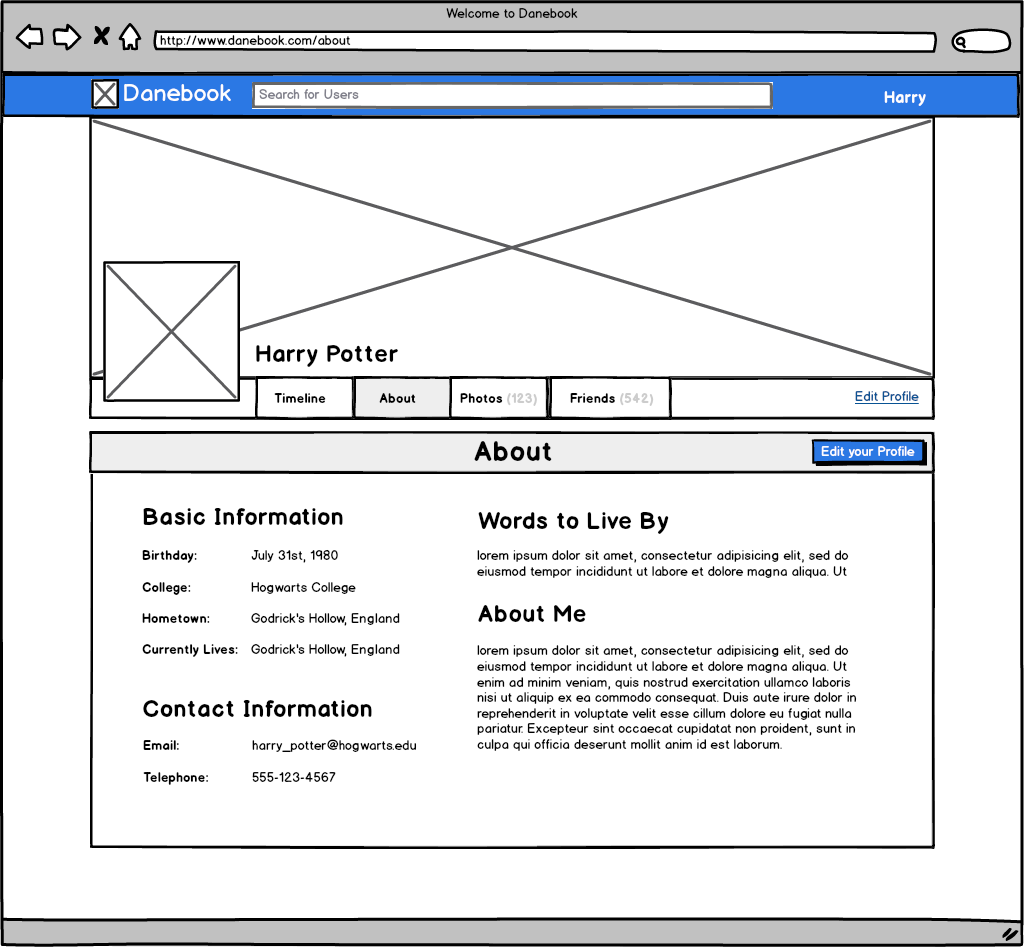 Welcome to Danebook
http://www.danebook.com/about
Danebook
Search for Users
Harry
Harry Potter
Timeline
About
Photos (123)
Friends (542)
Edit Profile
About
Edit your Profile
Basic Information
Birthday: July 31st, 1980
College: Hogwarts College
Hometown: Godrick's Hollow, England
Currently Lives: Godrick's Hollow, England
Contact Information
Email: harry_potter@hogwarts.edu
Telephone: 555-123-4567
Words to Live By
lorem ipsum dolor sit amet, consectetur adipisicing elit, sed do
eiusmod tempor incididunt ut labore et dolore magna aliqua. Ut
About Me
lorem ipsum dolor sit amet, consectetur adipisicing elit, sed do
eiusmod tempor incididunt ut labore et dolore magna aliqua. Ut
enim ad minim veniam, quis nostrud exercitation ullamco laboris
nisi ut aliquip ex ea commodo consequat. Duis aute irure dolor in
reprehenderit in voluptate velit esse cillum dolore eu fugiat nulla
pariatur. Excepteur sint occaecat cupidatat non proident, sunt in
culpa qui officia deserunt mollit anim id est laborum.